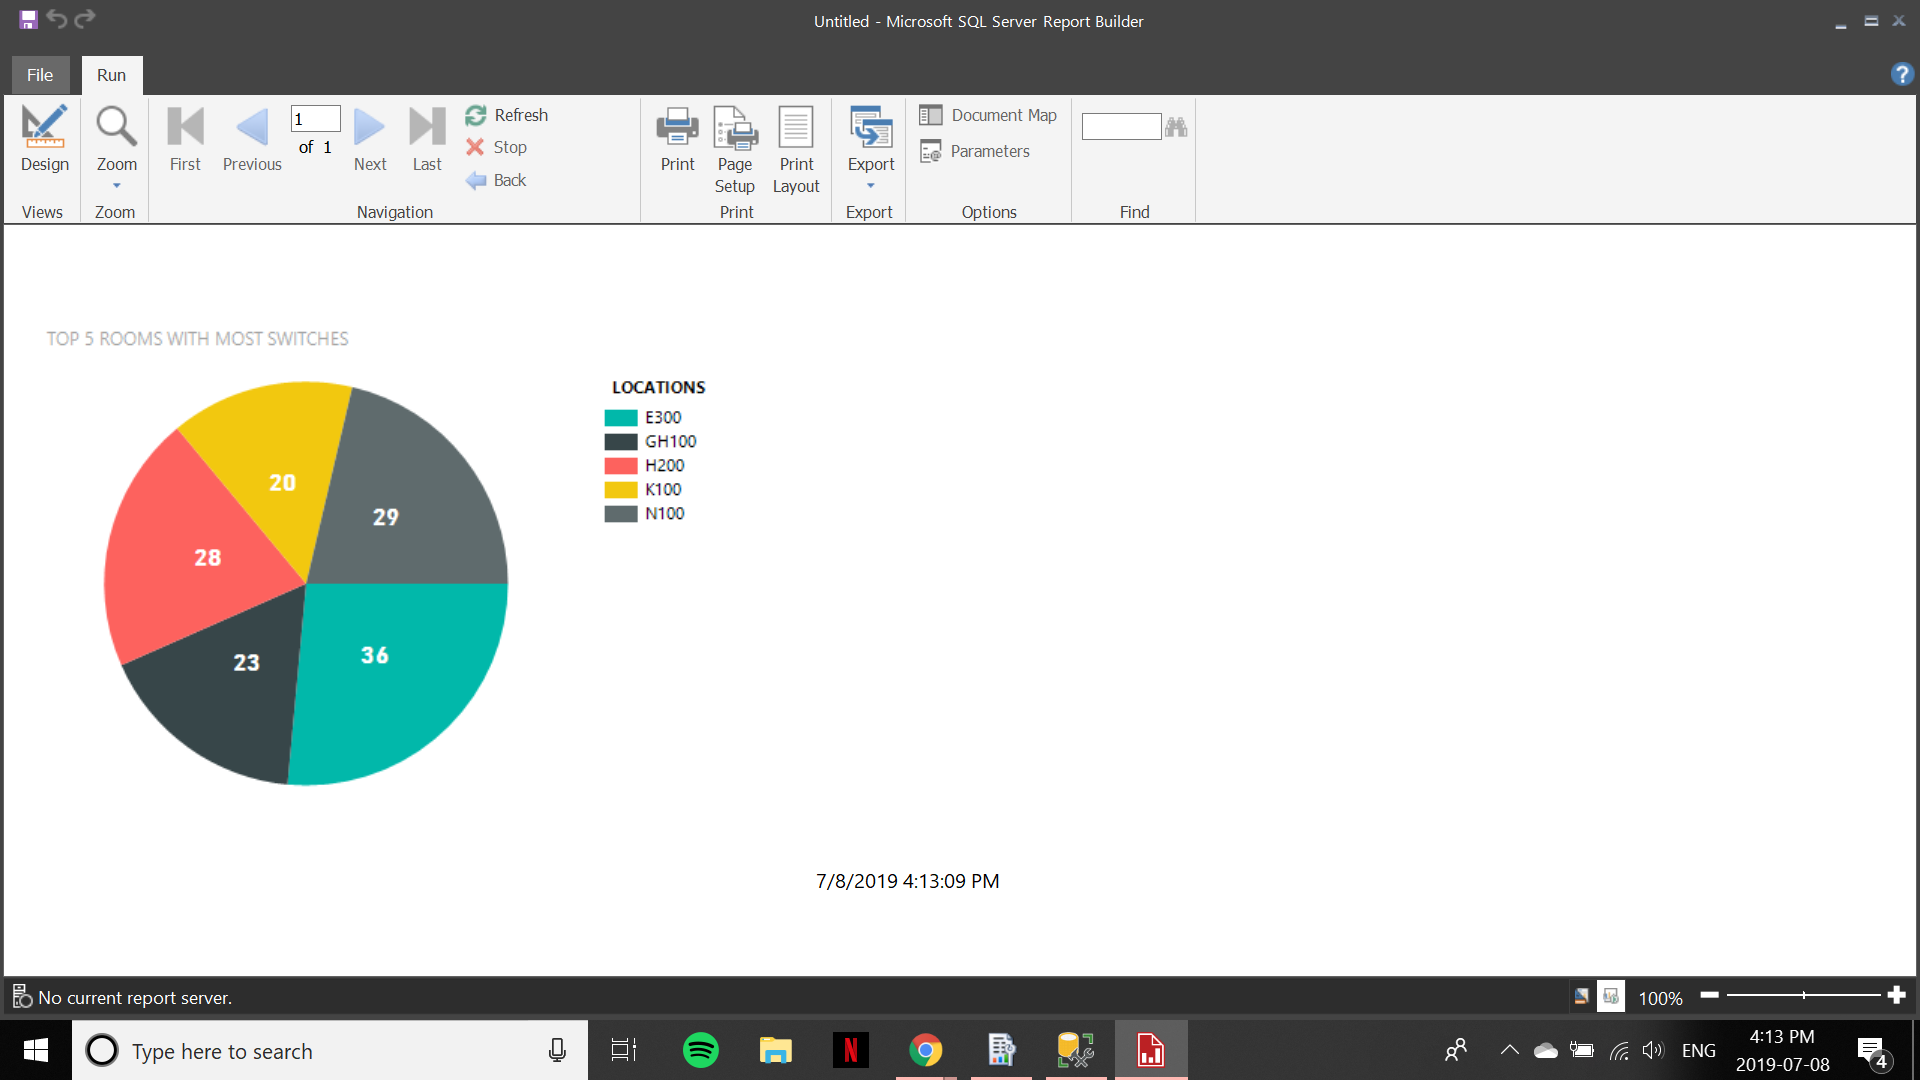 Untitled - Microsoft SQL Server Report Builder
File
Run
?
Design
Zoom
First
Previous
1
of 1
Next
Last
Refresh
Stop
Back
Print
Page
Setup
Print
Layout
Export
Document Map
Parameters
Views
Zoom
Navigation
Print
Export
Options
Find
TOP 5 ROOMS WITH MOST SWITCHES
LOCATIONS
E300
GH100
H200
K100
N100
20
29
28
23
36
7/8/2019 4:13:09 PM
No current report server.
100%
Type here to search
N
ENG
4:13 PM
2019-07-08
4